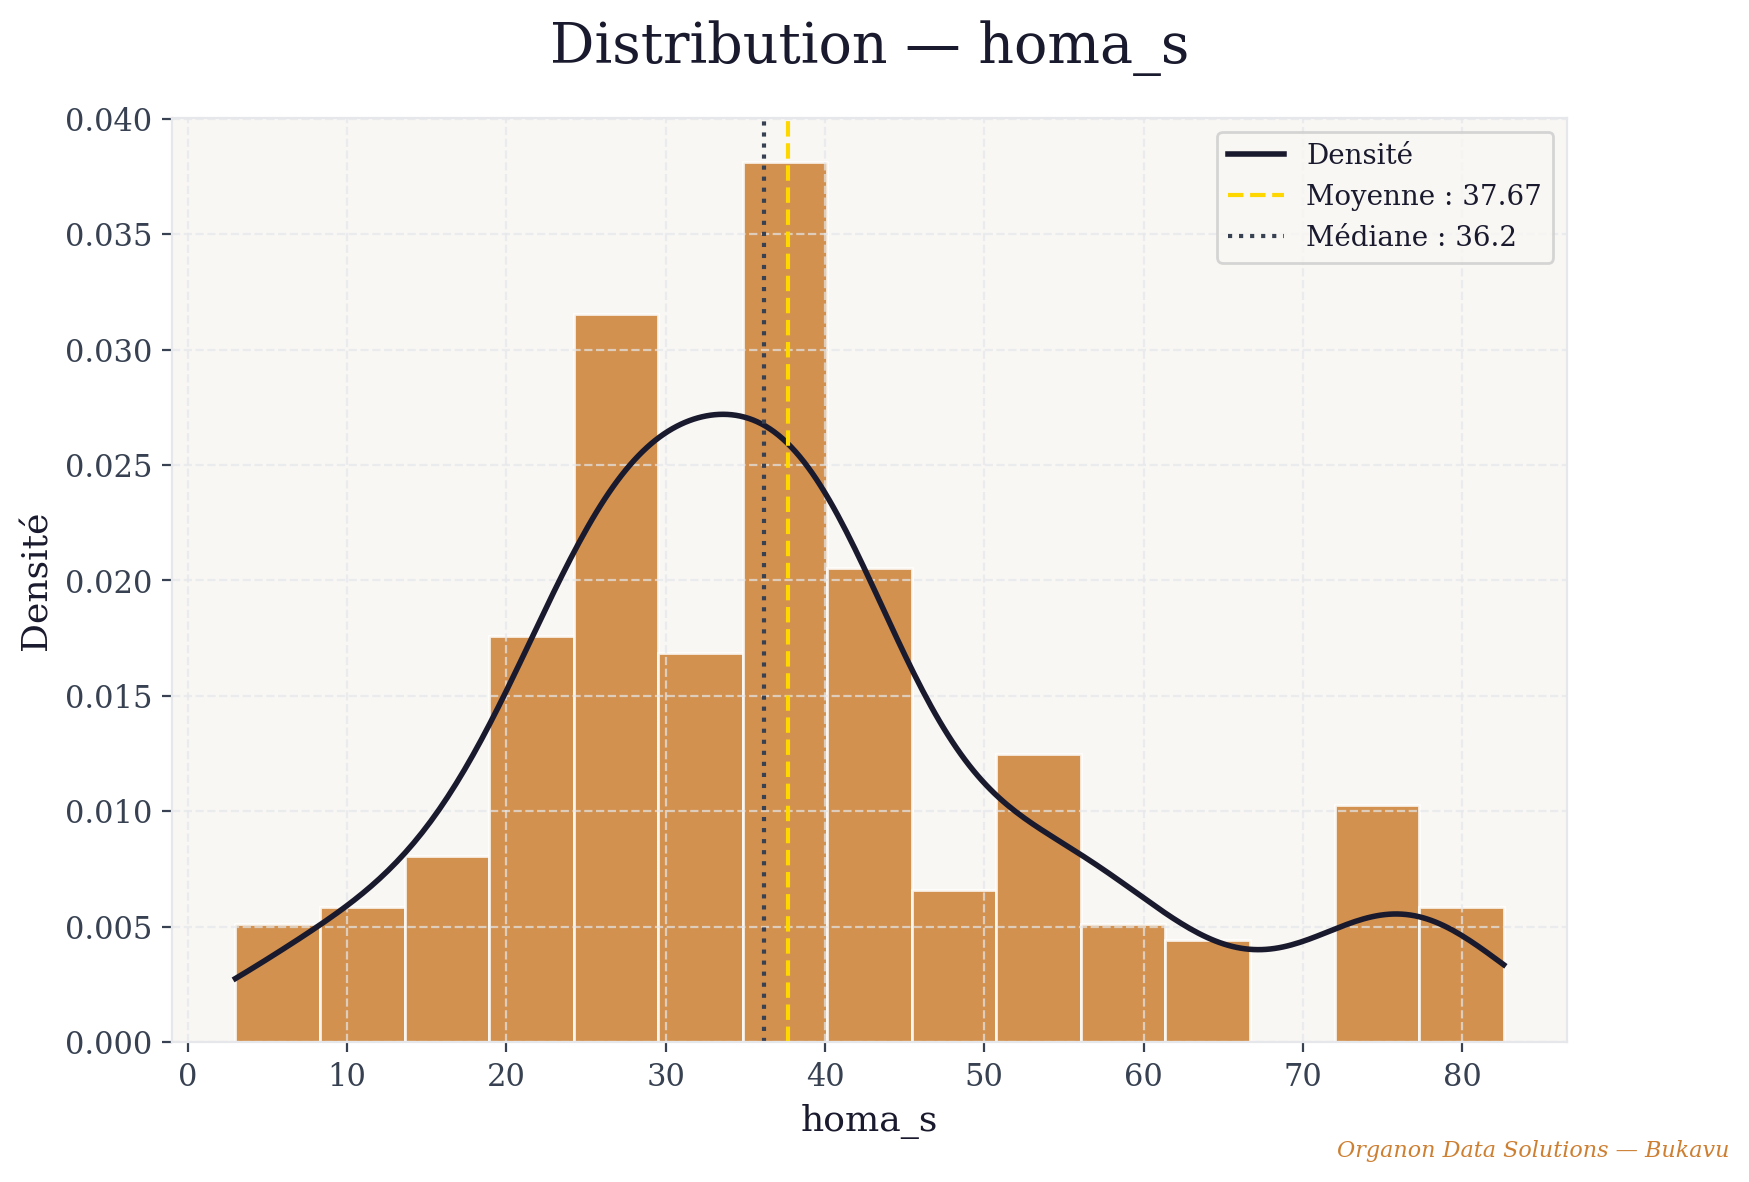 Distribution — homa_s
0.040
0.035
0.030
0.025
0.020
0.015
0.010
0.005
0.000
Densité
Densité
Moyenne : 37.67
Médiane : 36.2
0 10 20 30 40 50 60 70 80
homa_s
Organon Data Solutions — Bukavu